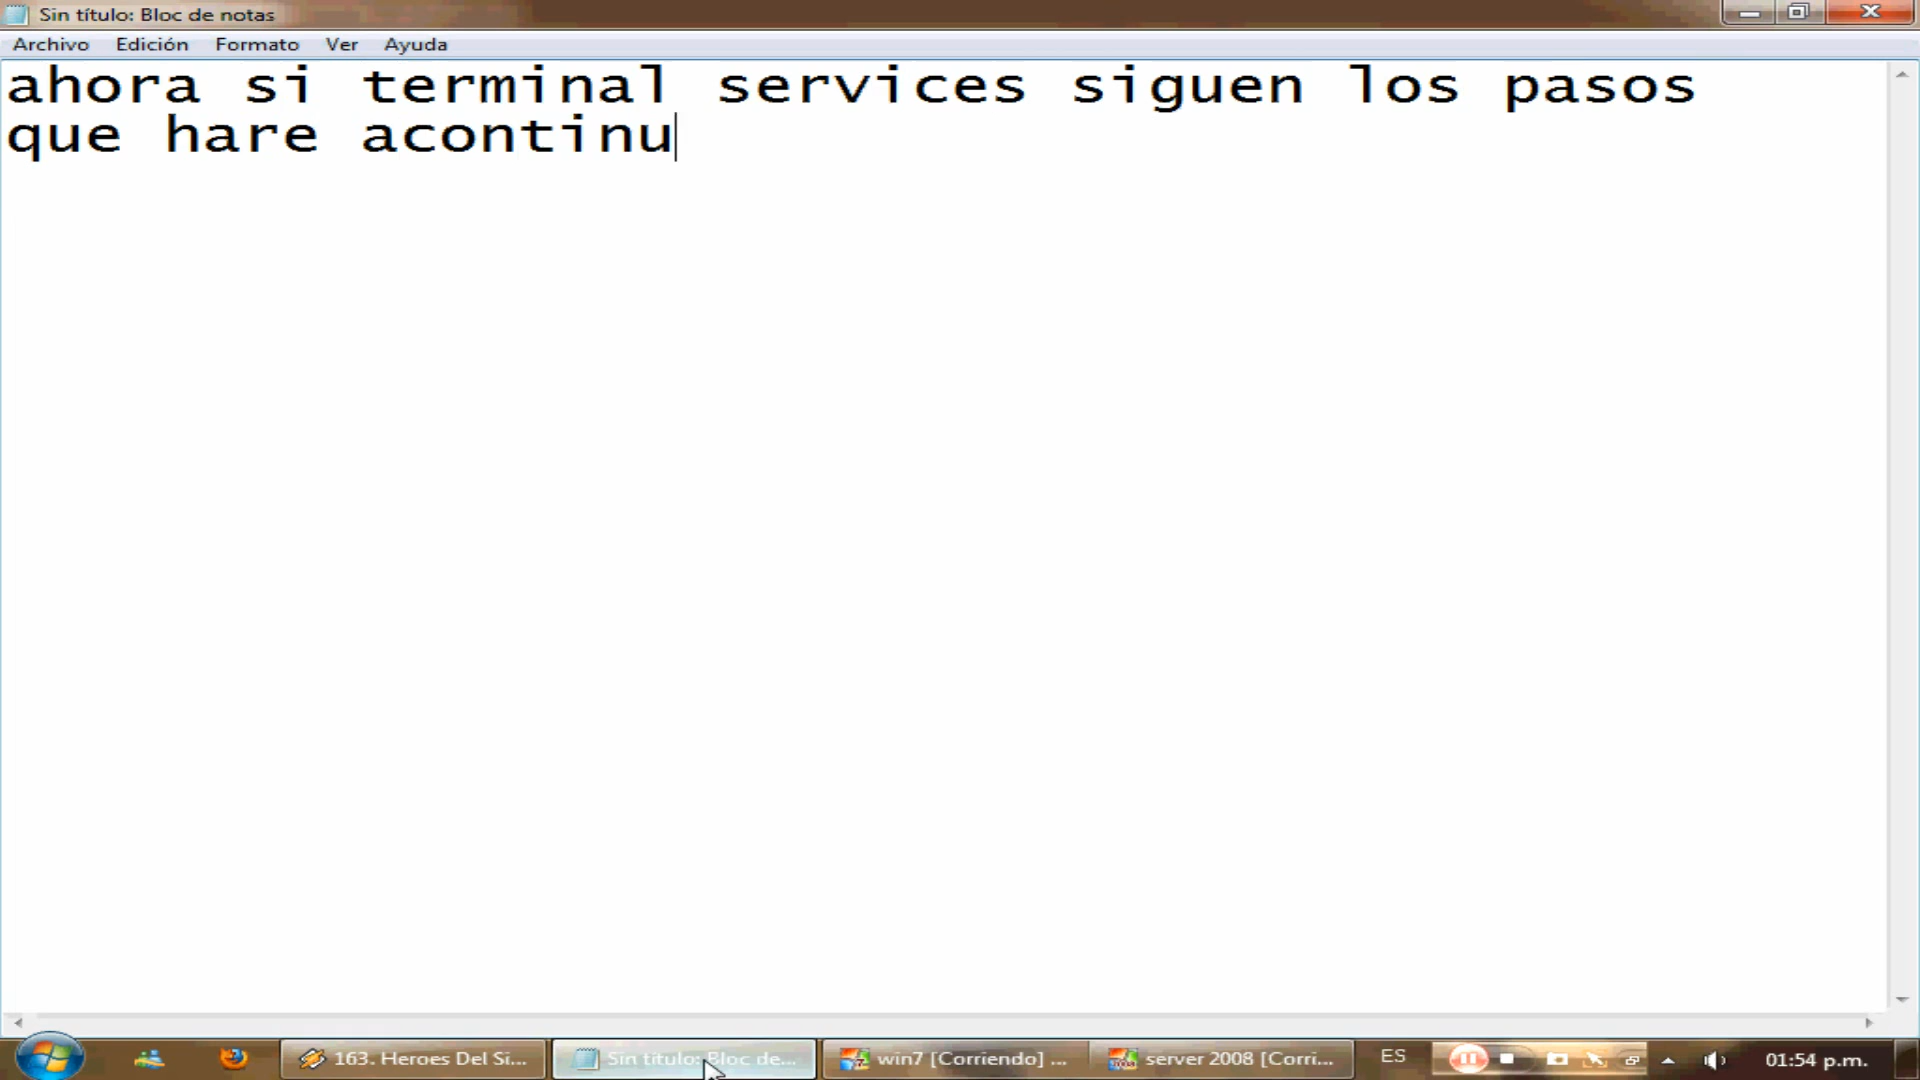 Sin título: Bloc de notas
Archivo Edición Formato Ver Ayuda
ahora si terminal services siguen los pasos
que hare acontinu
163. Heroes Del Si... Sin título: Bloc de... win7 [Corriendo] ... server 2008 [Corri... ES 01:54 p.m.